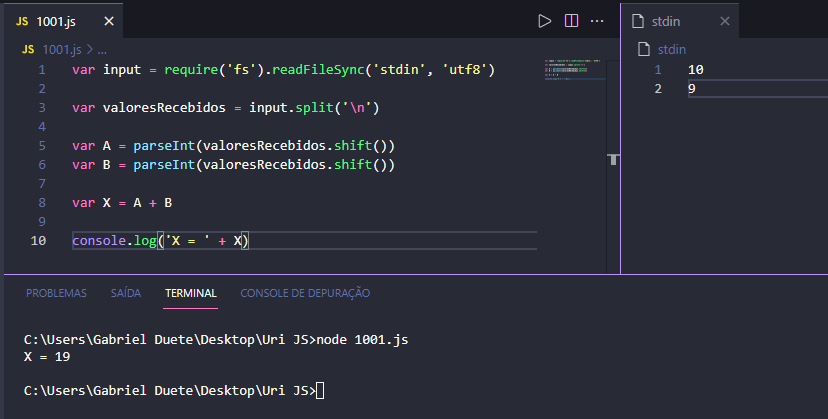 JS 1001.js
JS 1001.js > ...
1 var input = require('fs').readFileSync('stdin', 'utf8')
2
3 var valoresRecebidos = input.split('\n')
4
5 var A = parseInt(valoresRecebidos.shift())
6 var B = parseInt(valoresRecebidos.shift())
7
8 var X = A + B
9
10 console.log('X = ' + X)
stdin
stdin
1 10
2 9
PROBLEMAS SAÍDA TERMINAL CONSOLE DE DEPURAÇÃO
C:\Users\Gabriel Duete\Desktop\Uri JS>node 1001.js
X = 19
C:\Users\Gabriel Duete\Desktop\Uri JS>